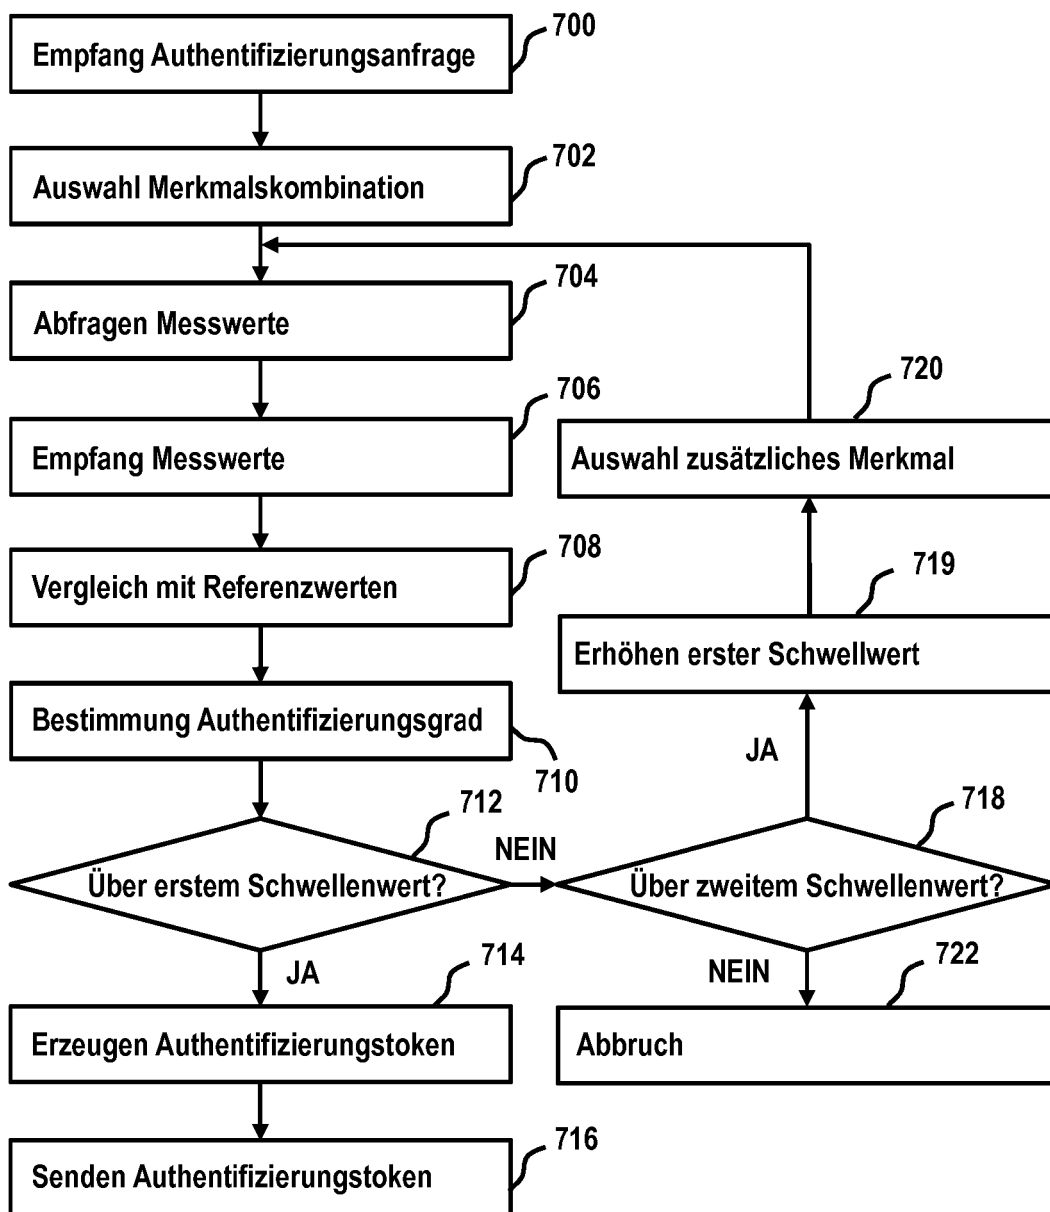 Empfang Authentifizierungsanfrage
700
Auswahl Merkmalskombination
702
Abfragen Messwerte
704
Empfang Messwerte
706
Vergleich mit Referenzwerten
708
Bestimmung Authentifizierungsgrad
710
Über erstem Schwellenwert?
712
NEIN
JA
Erzeugen Authentifizierungstoken
714
Senden Authentifizierungstoken
716
Über zweitem Schwellenwert?
718
JA
Erhöhen erster Schwellwert
719
Auswahl zusätzliches Merkmal
720
NEIN
Abbruch
722